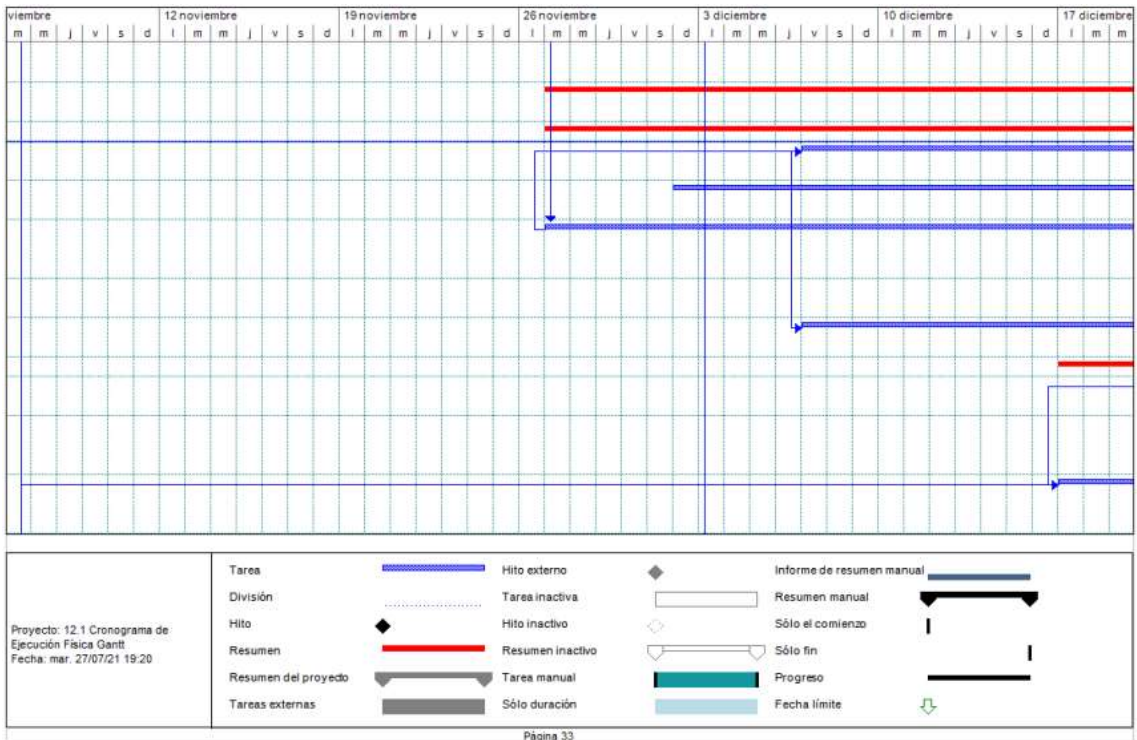 viembre 12 noviembre 19 noviembre 26 noviembre 3 diciembre 10 diciembre 17 diciembre
m m j v s d l m m j v s d l m m j v s d l m m j v s d l m m j v s d l m m j v s d l m m
Proyecto: 12.1 Cronograma de
Ejecución Física Gantt
Fecha: mar. 27/07/21 19:20
Tarea
División
Hito
Resumen
Resumen del proyecto
Tareas externas
Hito externo
Tarea inactiva
Hito inactivo
Resumen inactivo
Tarea manual
Sólo duración
Informe de resumen manual
Resumen manual
Sólo el comienzo
Sólo fin
Progreso
Fecha límite
Página 33